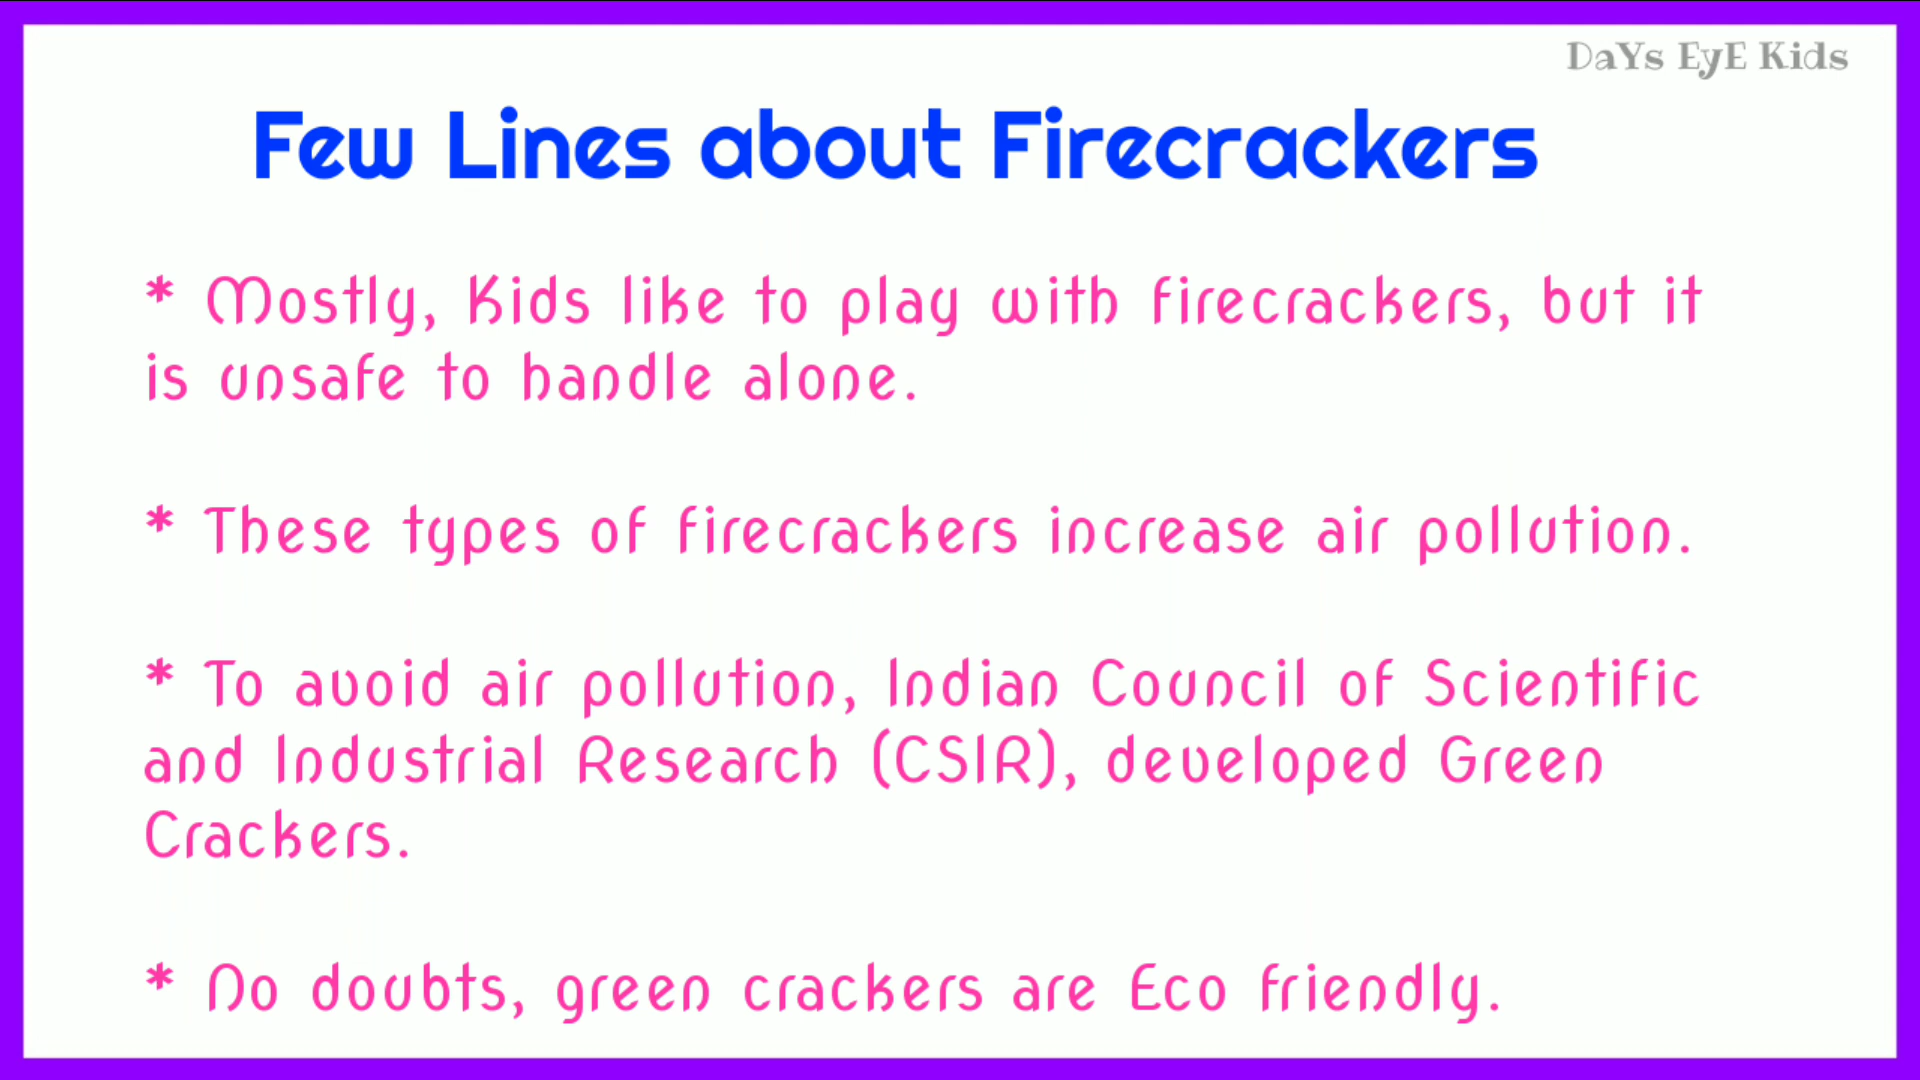 DaYs EyE Kids
Few Lines about Firecrackers
* Mostly, Kids like to play with firecrackers, but it
is unsafe to handle alone.
* These types of firecrackers increase air pollution.
* To avoid air pollution, Indian Council of Scientific
and Industrial Research (CSIR), developed Green
Crackers.
* No doubts, green crackers are Eco friendly.